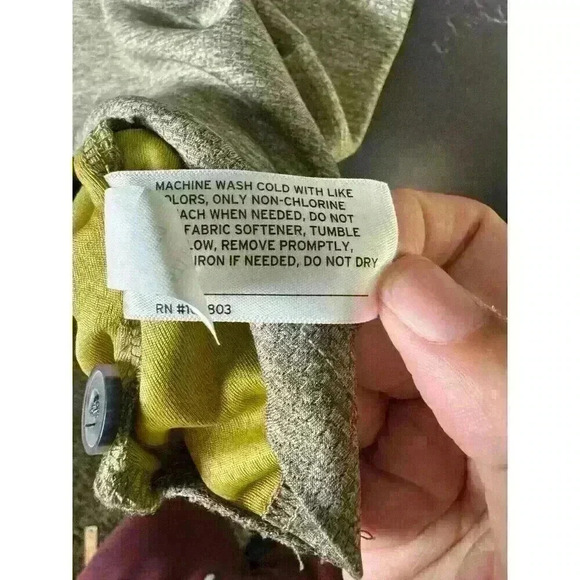 MACHINE WASH COLD WITH LIKE
OLORS, ONLY NON-CHLORINE
ACH WHEN NEEDED, DO NOT
FABRIC SOFTENER, TUMBLE
LOW, REMOVE PROMPTLY,
IRON IF NEEDED, DO NOT DRY
RN #1 803